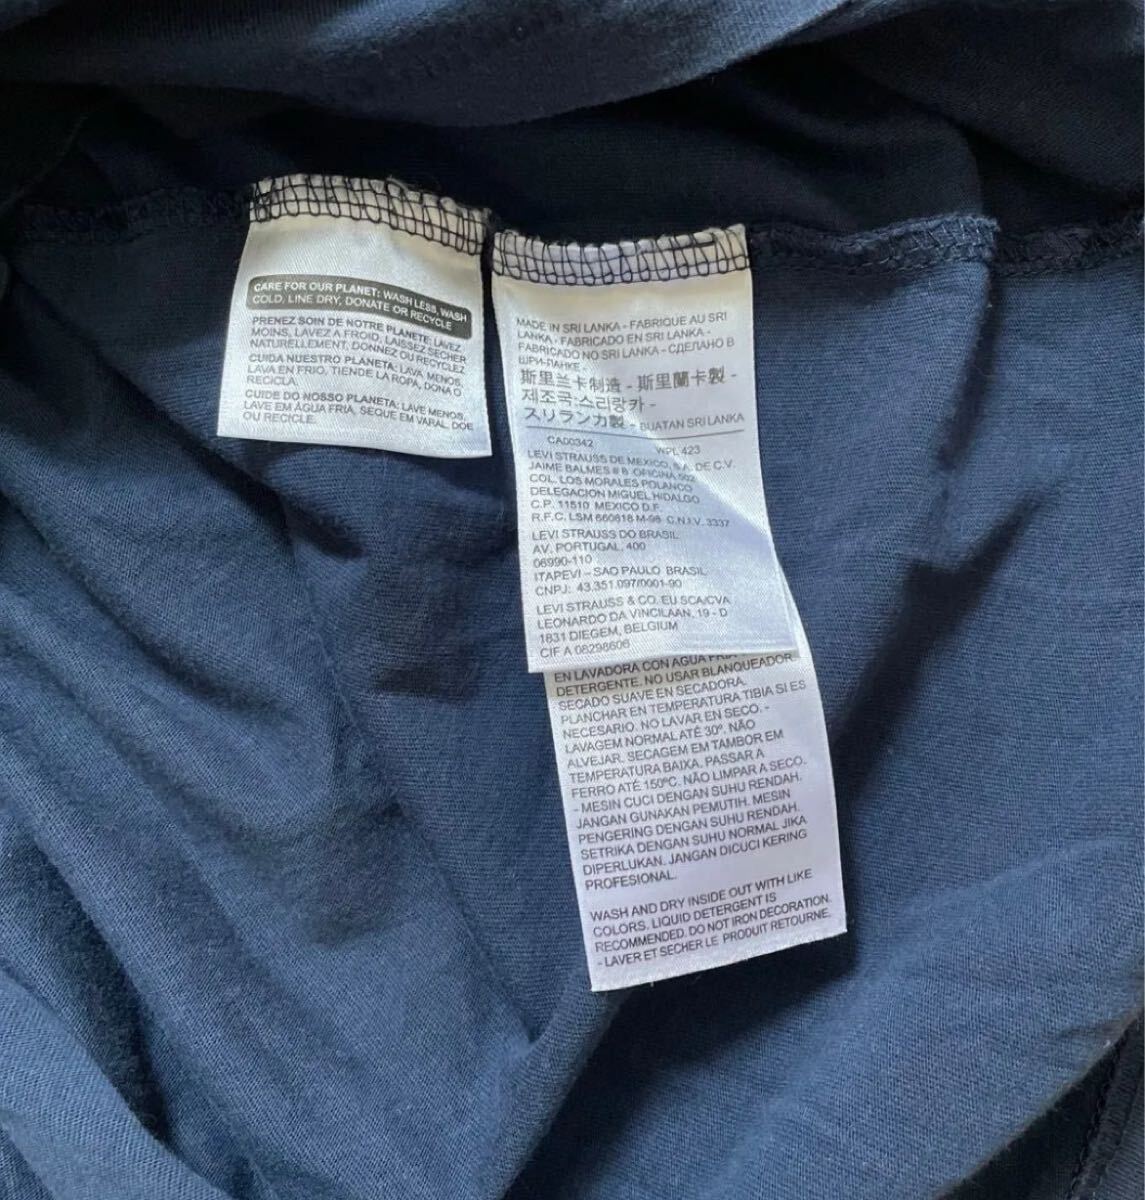 CARE FOR OUR PLANET: WASH LESS, WASH
COLD, LINE DRY, DONATE OR RECYCLE
PRENEZ SOIN DE NOTRE PLANETE: LAVEZ
MOINS, LAVEZ A FROID, LAISSEZ SECHER
NATURELLEMENT, DONNEZ OU RECYCLEZ
CUIDA NUESTRO PLANETA: LAVA MENOS,
LAVA EN FRIO, TIENDE LA ROPA, DONA O
RECICLA.
CUIDE DO NOSSO PLANETA: LAVE MENOS,
LAVE EM ÁGUA FRIA, SEQUE EM VARAL, DOE
OU RECICLE.
MADE IN SRI LANKA - FABRIQUE AU SRI
LANKA - FABRICADO EN SRI LANKA -
FABRICADO NO SRI LANKA - СДЕЛАНО В
ШРИ-ЛАНКЕ -
斯里兰卡制造 - 斯里蘭卡製 -
제조국:스리랑카 -
スリランカ製 - BUATAN SRI LANKA
CA00342 WPL 423
LEVI STRAUSS DE MEXICO, S.A. DE C.V.
JAIME BALMES # 8 OFICINA 502
COL. LOS MORALES POLANCO
DELEGACION MIGUEL HIDALGO
C.P. 11510 MEXICO D.F.
R.F.C. LSM 660818 M-98 C.N.I.V. 3337
LEVI STRAUSS DO BRASIL
AV. PORTUGAL, 400
06990-110
ITAPEVI - SAO PAULO BRASIL
CNPJ: 43.351.097/0001-90
LEVI STRAUSS & CO. EU SCA/CVA
LEONARDO DA VINCILAAN, 19 - D
1831 DIEGEM, BELGIUM
CIF A 08298606
EN LAVADORA CON AGUA FRIA
DETERGENTE. NO USAR BLANQUEADOR.
SECADO SUAVE EN SECADORA.
PLANCHAR EN TEMPERATURA TIBIA SI ES
NECESARIO. NO LAVAR EN SECO. -
LAVAGEM NORMAL ATÉ 30º. NÃO
ALVEJAR. SECAGEM EM TAMBOR EM
TEMPERATURA BAIXA. PASSAR A
FERRO ATÉ 150ºC. NÃO LIMPAR A SECO.
- MESIN CUCI DENGAN SUHU RENDAH.
JANGAN GUNAKAN PEMUTIH. MESIN
PENGERING DENGAN SUHU RENDAH.
SETRIKA DENGAN SUHU NORMAL JIKA
DIPERLUKAN. JANGAN DICUCI KERING
PROFESIONAL.
WASH AND DRY INSIDE OUT WITH LIKE
COLORS. LIQUID DETERGENT IS
RECOMMENDED. DO NOT IRON DECORATION.
- LAVER ET SECHER LE PRODUIT RETOURNE.